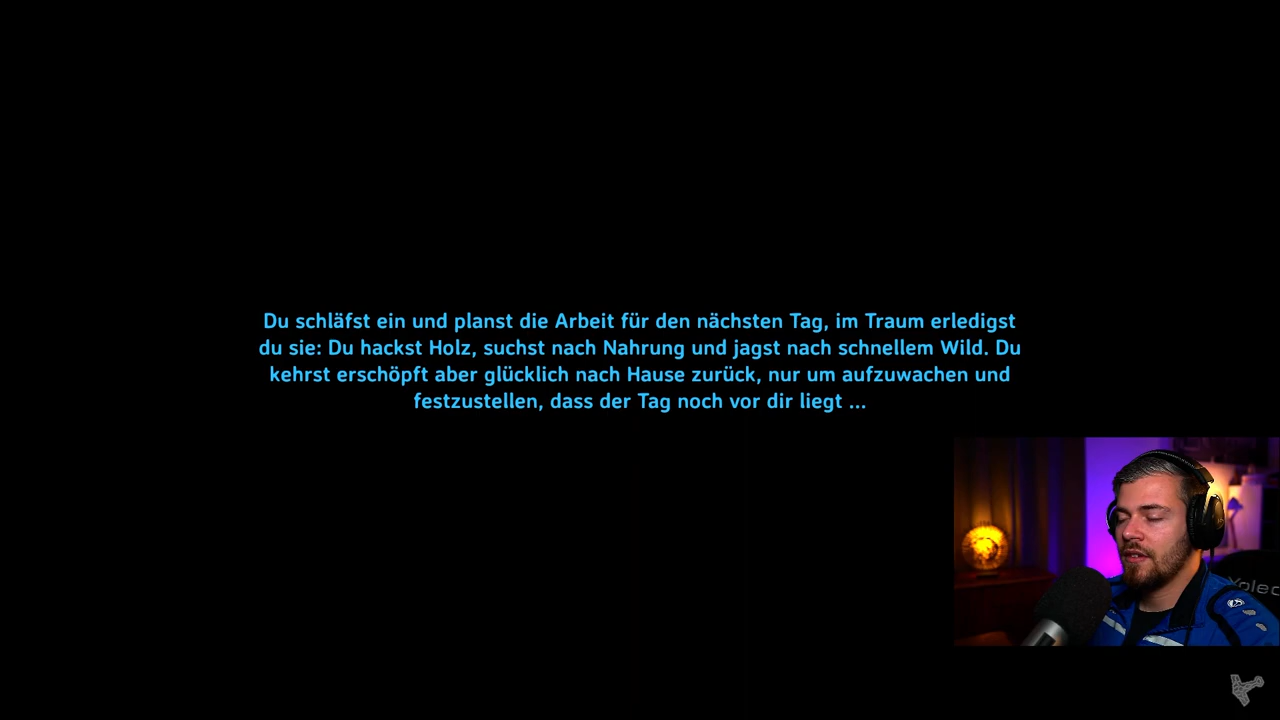 Du schläfst ein und planst die Arbeit für den nächsten Tag, im Traum erledigst
du sie: Du hackst Holz, suchst nach Nahrung und jagst nach schnellem Wild. Du
kehrst erschöpft aber glücklich nach Hause zurück, nur um aufzuwachen und
festzustellen, dass der Tag noch vor dir liegt ...